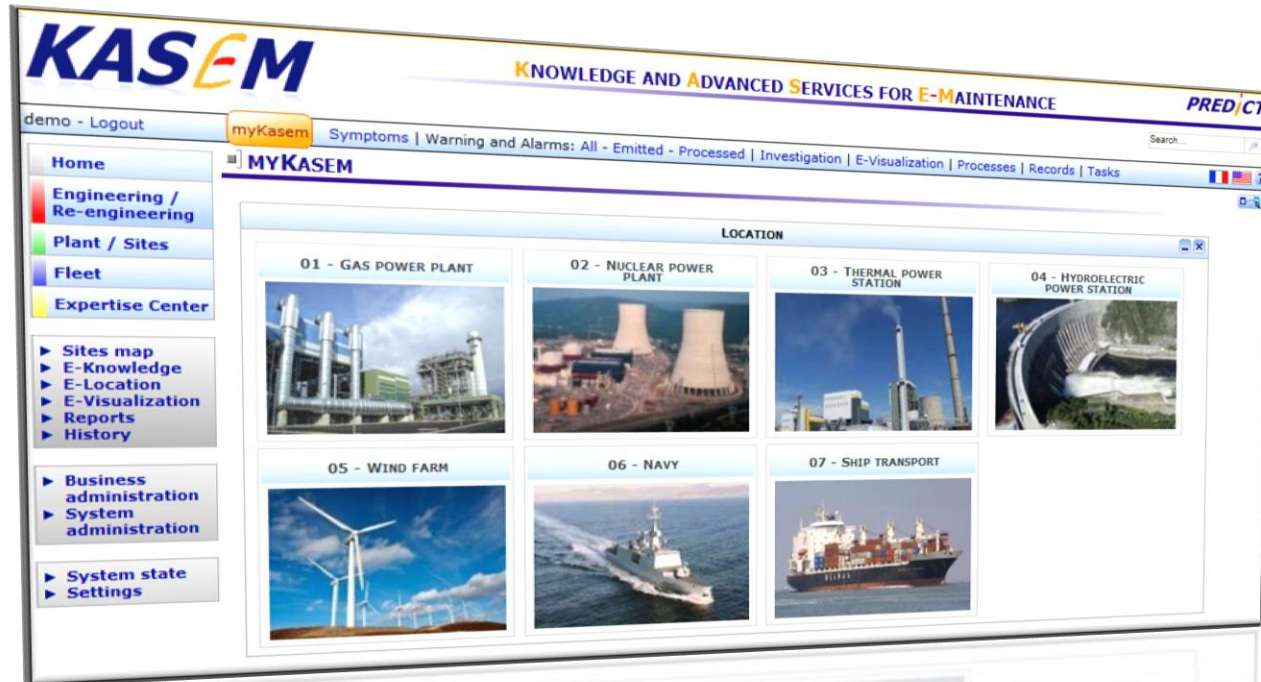 KASEM
KNOWLEDGE AND ADVANCED SERVICES FOR E-MAINTENANCE
PREDiCT
demo - Logout
myKasem
Symptoms | Warning and Alarms: All - Emitted - Processed | Investigation | E-Visualization | Processes | Records | Tasks
Search...
Home
Engineering /
Re-engineering
Plant / Sites
Fleet
Expertise Center
Sites map
E-Knowledge
E-Location
E-Visualization
Reports
History
Business
administration
System
administration
System state
Settings
MYKASEM
LOCATION
01 - GAS POWER PLANT
02 - NUCLEAR POWER
PLANT
03 - THERMAL POWER
STATION
04 - HYDROELECTRIC
POWER STATION
05 - WIND FARM
06 - NAVY
07 - SHIP TRANSPORT
DELMAS